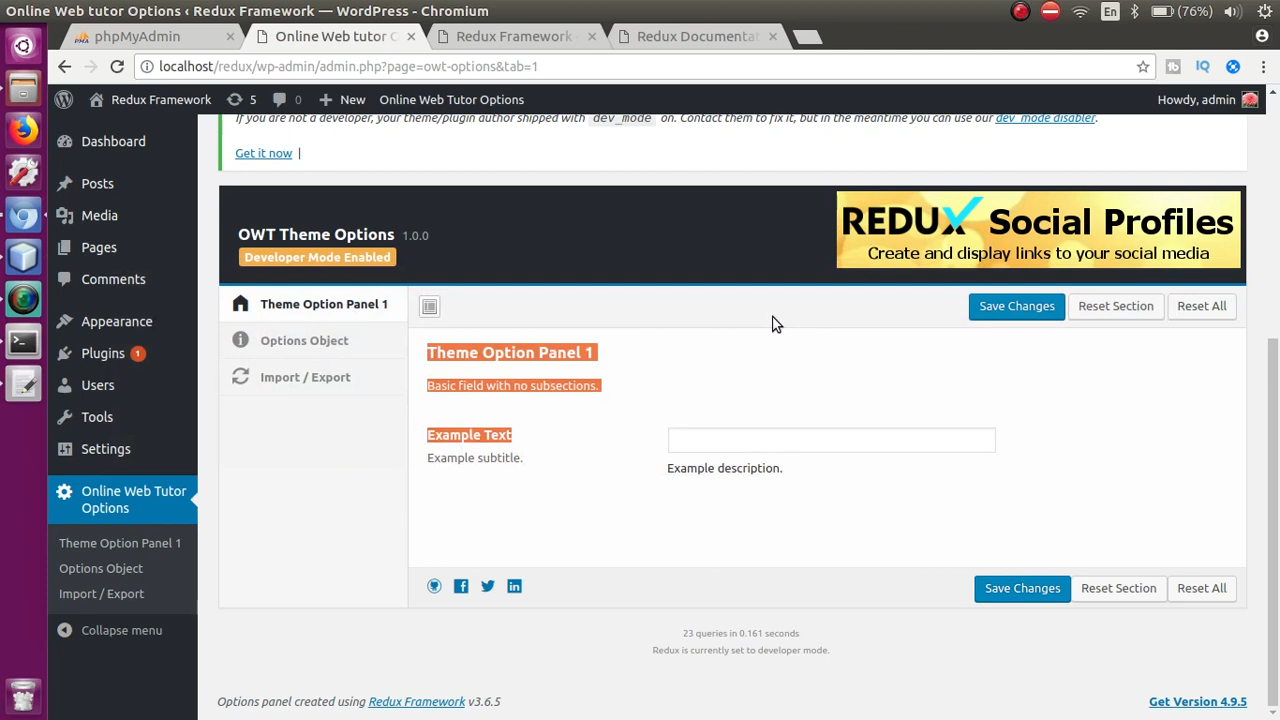 Online Web tutor Options ‹ Redux Framework — WordPress - Chromium
En
(76%)
phpMyAdmin
Online Web tutor O
Redux Framework -
Redux Documentat
localhost/redux/wp-admin/admin.php?page=owt-options&tab=1
Redux Framework
5
0
New
Online Web Tutor Options
Howdy, admin
If you are not a developer, your theme/plugin author shipped with dev_mode on. Contact them to fix it, but in the meantime you can use our dev_mode disabler.
Get it now |
Dashboard
Posts
Media
Pages
Comments
Appearance
Plugins 1
Users
Tools
Settings
Online Web Tutor
Options
Theme Option Panel 1
Options Object
Import / Export
Collapse menu
OWT Theme Options 1.0.0
Developer Mode Enabled
REDUX Social Profiles
Create and display links to your social media
Theme Option Panel 1
Options Object
Import / Export
Save Changes
Reset Section
Reset All
Theme Option Panel 1
Basic field with no subsections.
Example Text
Example subtitle.
Example description.
Save Changes
Reset Section
Reset All
23 queries in 0.161 seconds
Redux is currently set to developer mode.
Options panel created using Redux Framework v3.6.5
Get Version 4.9.5